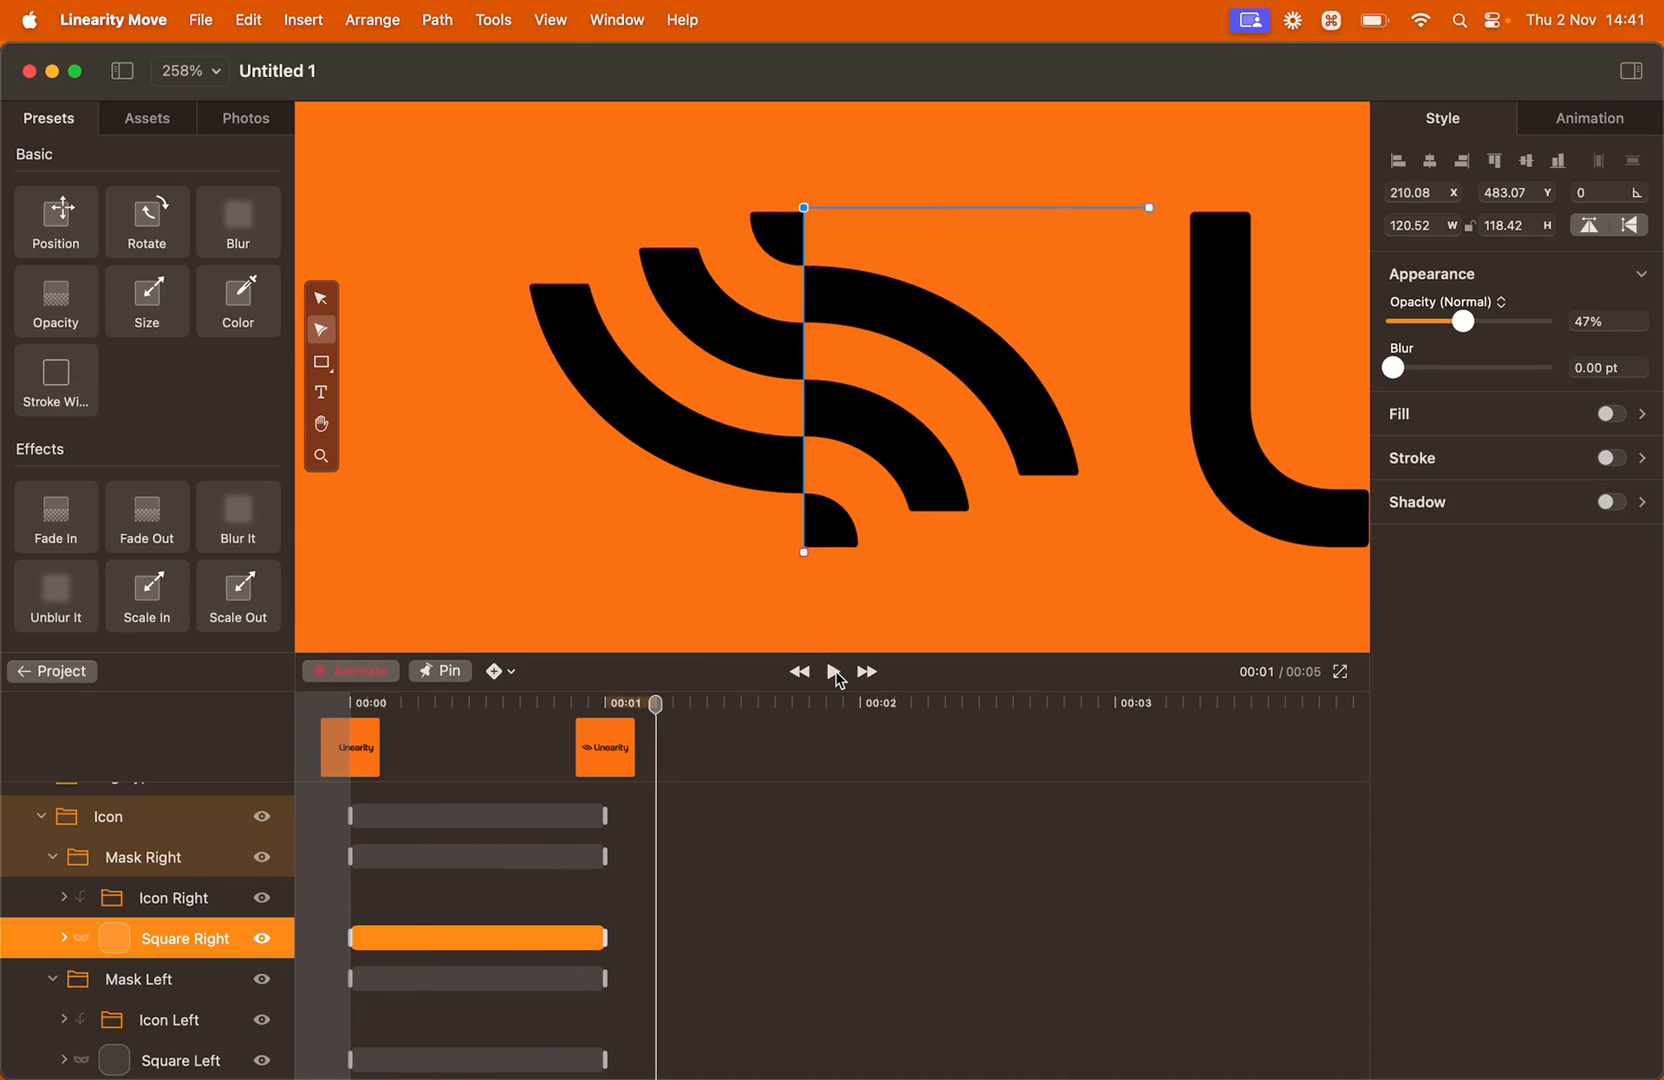 Linearity Move File Edit Insert Arrange Path Tools View Window Help Thu 2 Nov 14:41
258% Untitled 1
Presets Assets Photos
Style Animation
Basic
210.08 X 483.07 Y 0
120.52 W 118.42 H
Position Rotate Blur
Appearance
Opacity (Normal)
47%
Opacity Size Color
Blur
0.00 pt
Stroke Wi...
Fill
Effects
Stroke
Shadow
Fade In Fade Out Blur It
Unblur It Scale In Scale Out
T
Project Animate Pin 00:01 / 00:05
00:00 00:01 00:02 00:03
Linearity Linearity
Icon
Mask Right
Icon Right
Square Right
Mask Left
Icon Left
Square Left